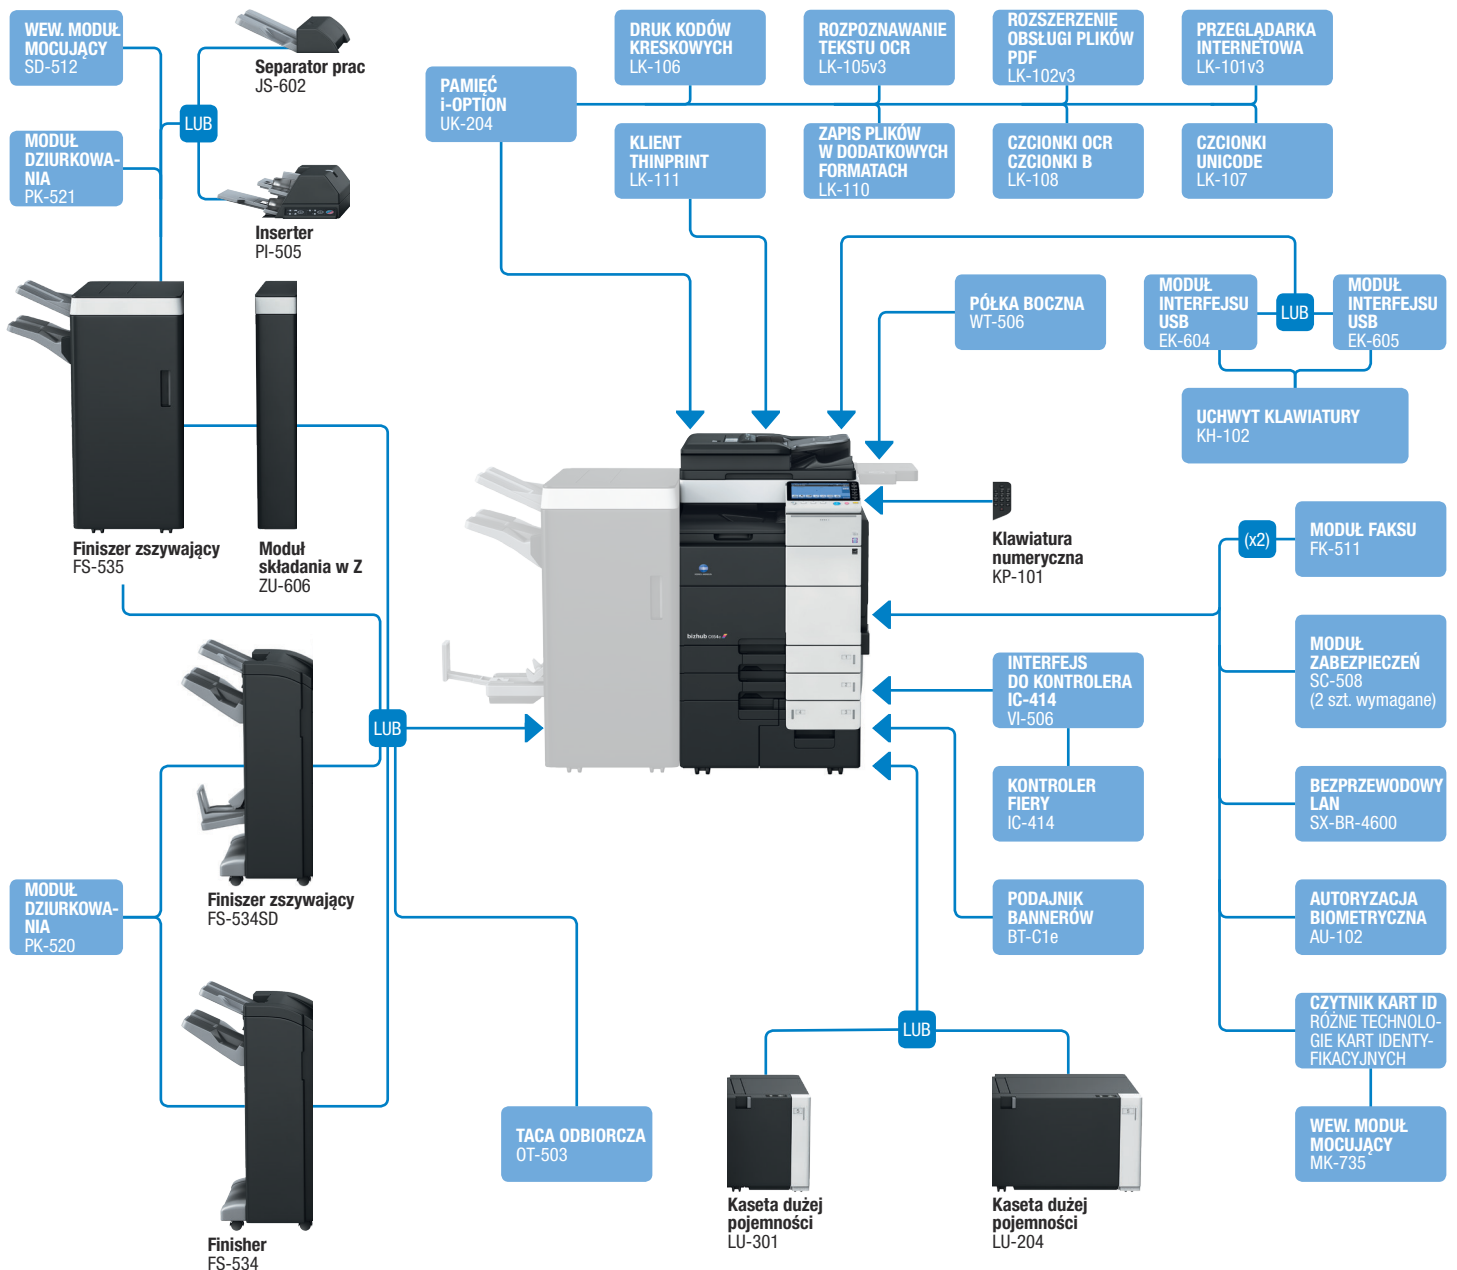 WEW. MODUŁ
MOCUJĄCY
SD-512
Separator prac
JS-602
LUB
MODUŁ
DZIURKOWA-
NIA
PK-521
Inserter
PI-505
PAMIĘĆ
i-OPTION
UK-204
DRUK KODÓW
KRESKOWYCH
LK-106
ROZPOZNAWANIE
TEKSTU OCR
LK-105v3
ROZSZERZENIE
OBSŁUGI PLIKÓW
PDF
LK-102v3
PRZEGLĄDARKA
INTERNETOWA
LK-101v3
KLIENT
THINPRINT
LK-111
ZAPIS PLIKÓW
W DODATKOWYCH
FORMATACH
LK-110
CZCIONKI OCR
CZCIONKI B
LK-108
CZCIONKI
UNICODE
LK-107
PÓŁKA BOCZNA
WT-506
MODUŁ
INTERFEJSU
USB
EK-604
LUB
MODUŁ
INTERFEJSU
USB
EK-605
UCHWYT KLAWIATURY
KH-102
Finiszer zszywający
FS-535
Moduł
składania w Z
ZU-606
Klawiatura
numeryczna
KP-101
(x2)
MODUŁ FAKSU
FK-511
bizhub C554e
MODUŁ
ZABEZPIECZEŃ
SC-508
(2 szt. wymagane)
INTERFEJS
DO KONTROLERA
IC-414
VI-506
LUB
KONTROLER
FIERY
IC-414
BEZPRZEWODOWY
LAN
SX-BR-4600
MODUŁ
DZIURKOWA-
NIA
PK-520
Finiszer zszywający
FS-534SD
PODAJNIK
BANNERÓW
BT-C1e
AUTORYZACJA
BIOMETRYCZNA
AU-102
LUB
CZYTNIK KART ID
RÓŻNE TECHNOLO-
GIE KART IDENTY-
FIKACYJNYCH
TACA ODBIORCZA
OT-503
WEW. MODUŁ
MOCUJĄCY
MK-735
Kaseta dużej
pojemności
LU-301
Kaseta dużej
pojemności
LU-204
Finisher
FS-534